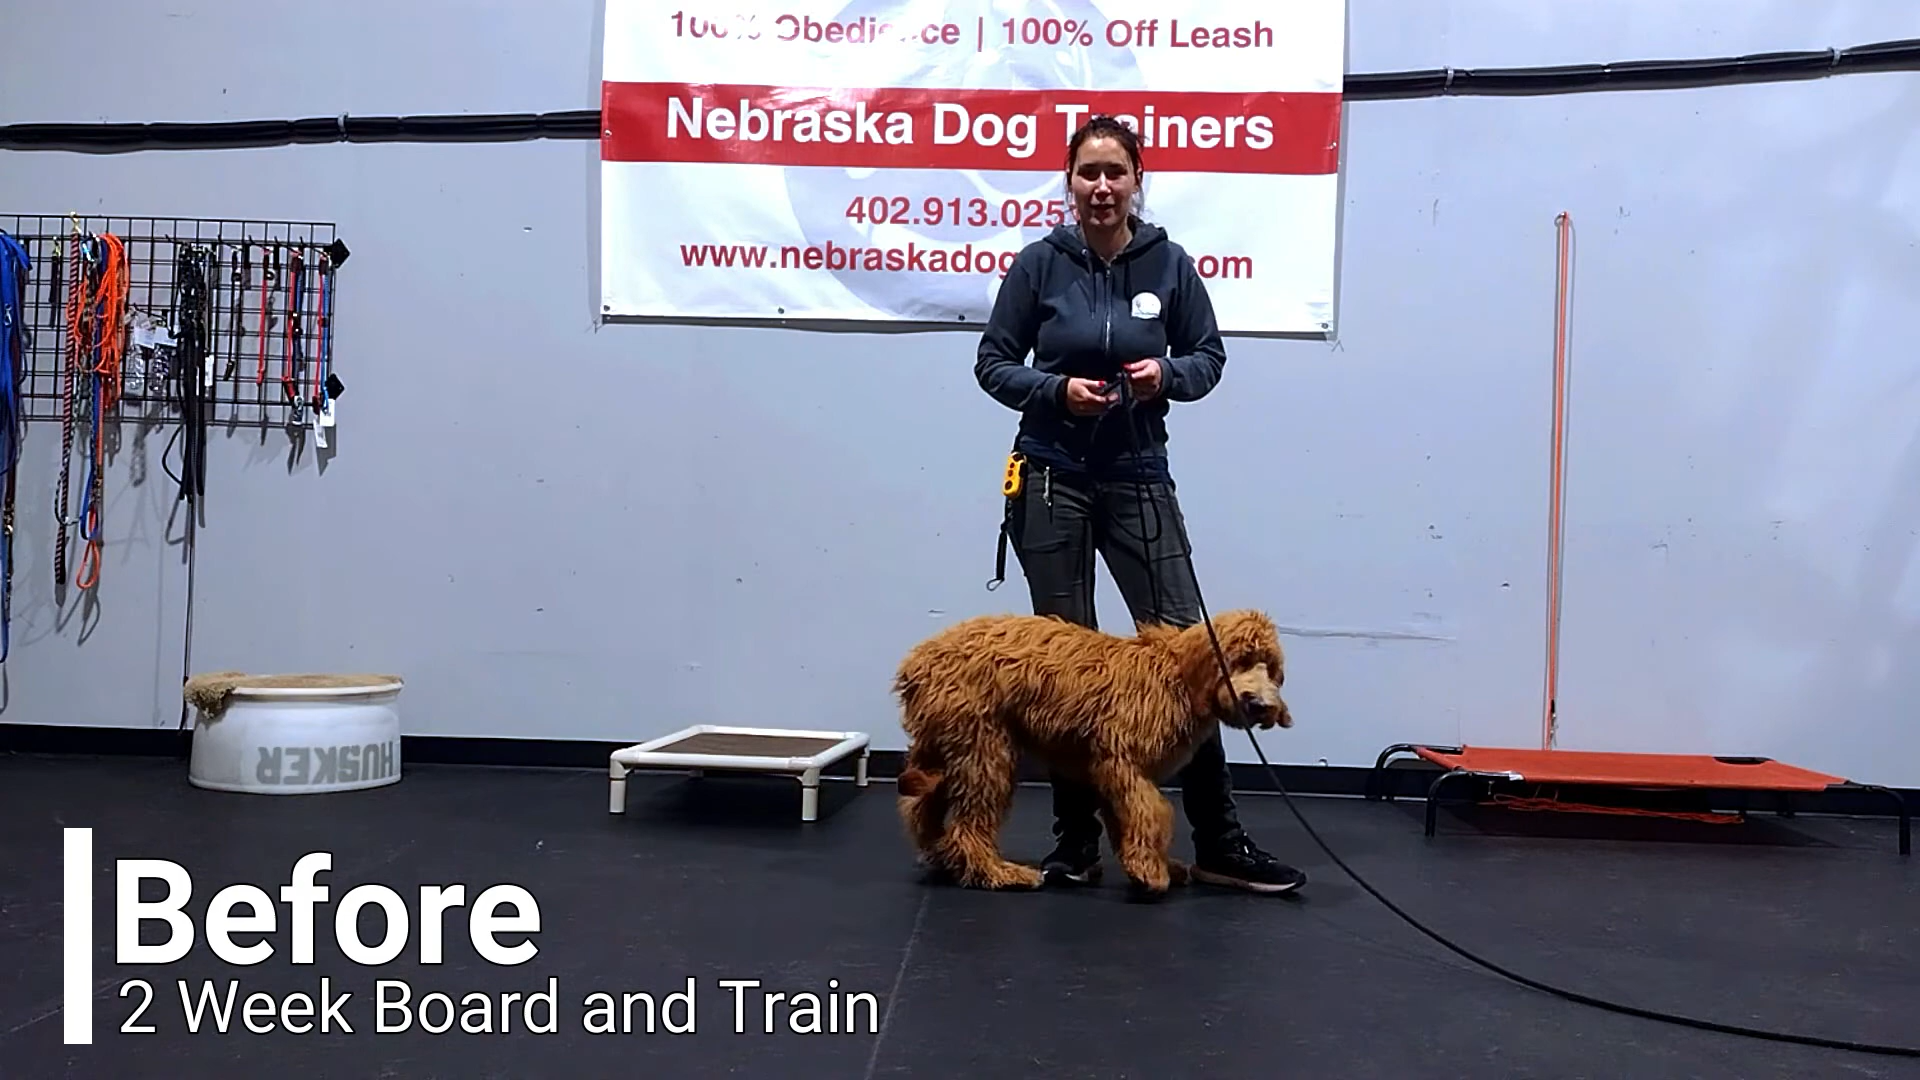 100% Obedience | 100% Off Leash
Nebraska Dog Trainers
402.913.025
www.nebraskadog com
HUSKER
Before
2 Week Board and Train